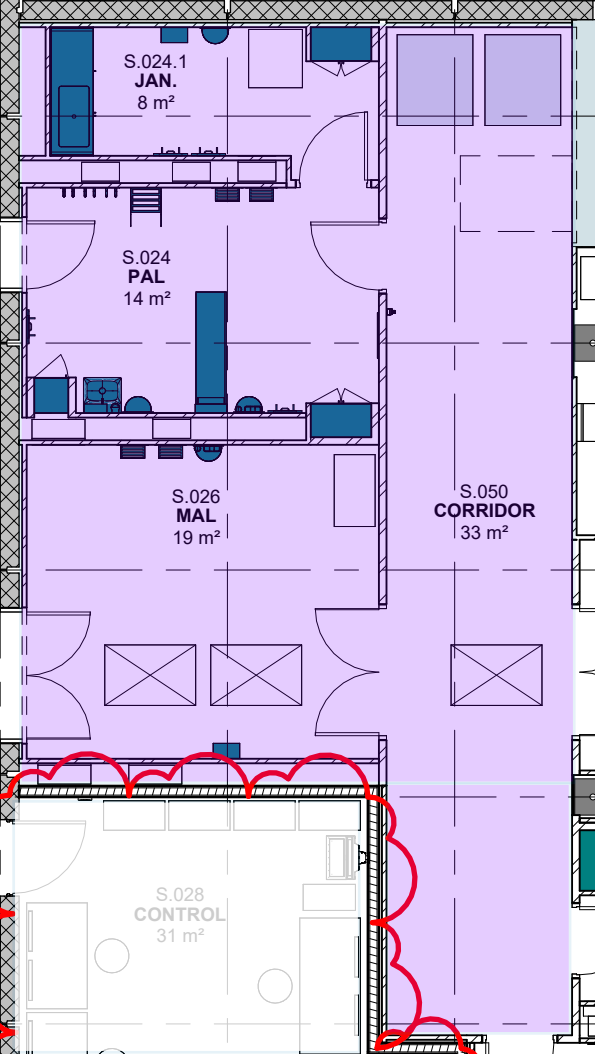 S.024.1
JAN.
8 m²
S.024
PAL
14 m²
S.026
MAL
19 m²
S.050
CORRIDOR
33 m²
S.028
CONTROL
31 m²